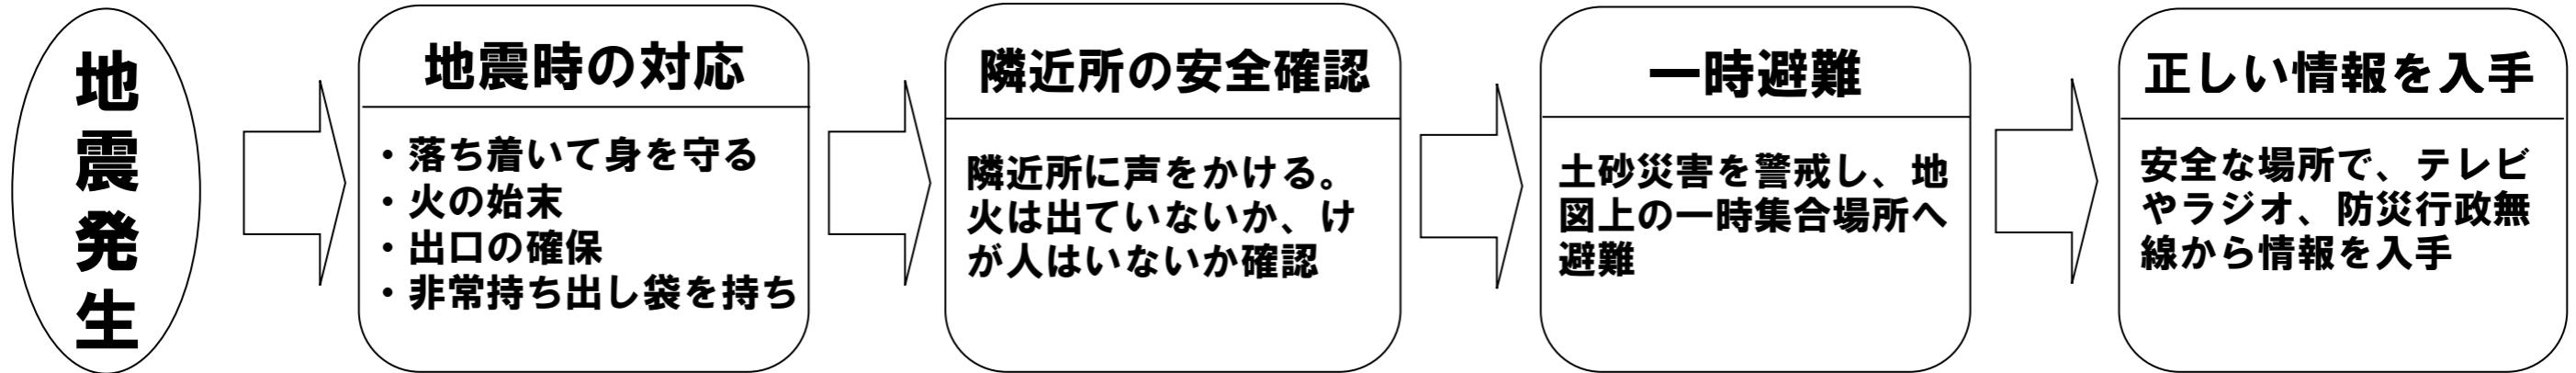 地震発生
地震時の対応
・落ち着いて身を守る
・火の始末
・出口の確保
・非常持ち出し袋を持ち
隣近所の安全確認
隣近所に声をかける。
火は出ていないか、け
が人はいないか確認
一時避難
土砂災害を警戒し、地
図上の一時集合場所へ
避難
正しい情報を入手
安全な場所で、テレビ
やラジオ、防災行政無
線から情報を入手